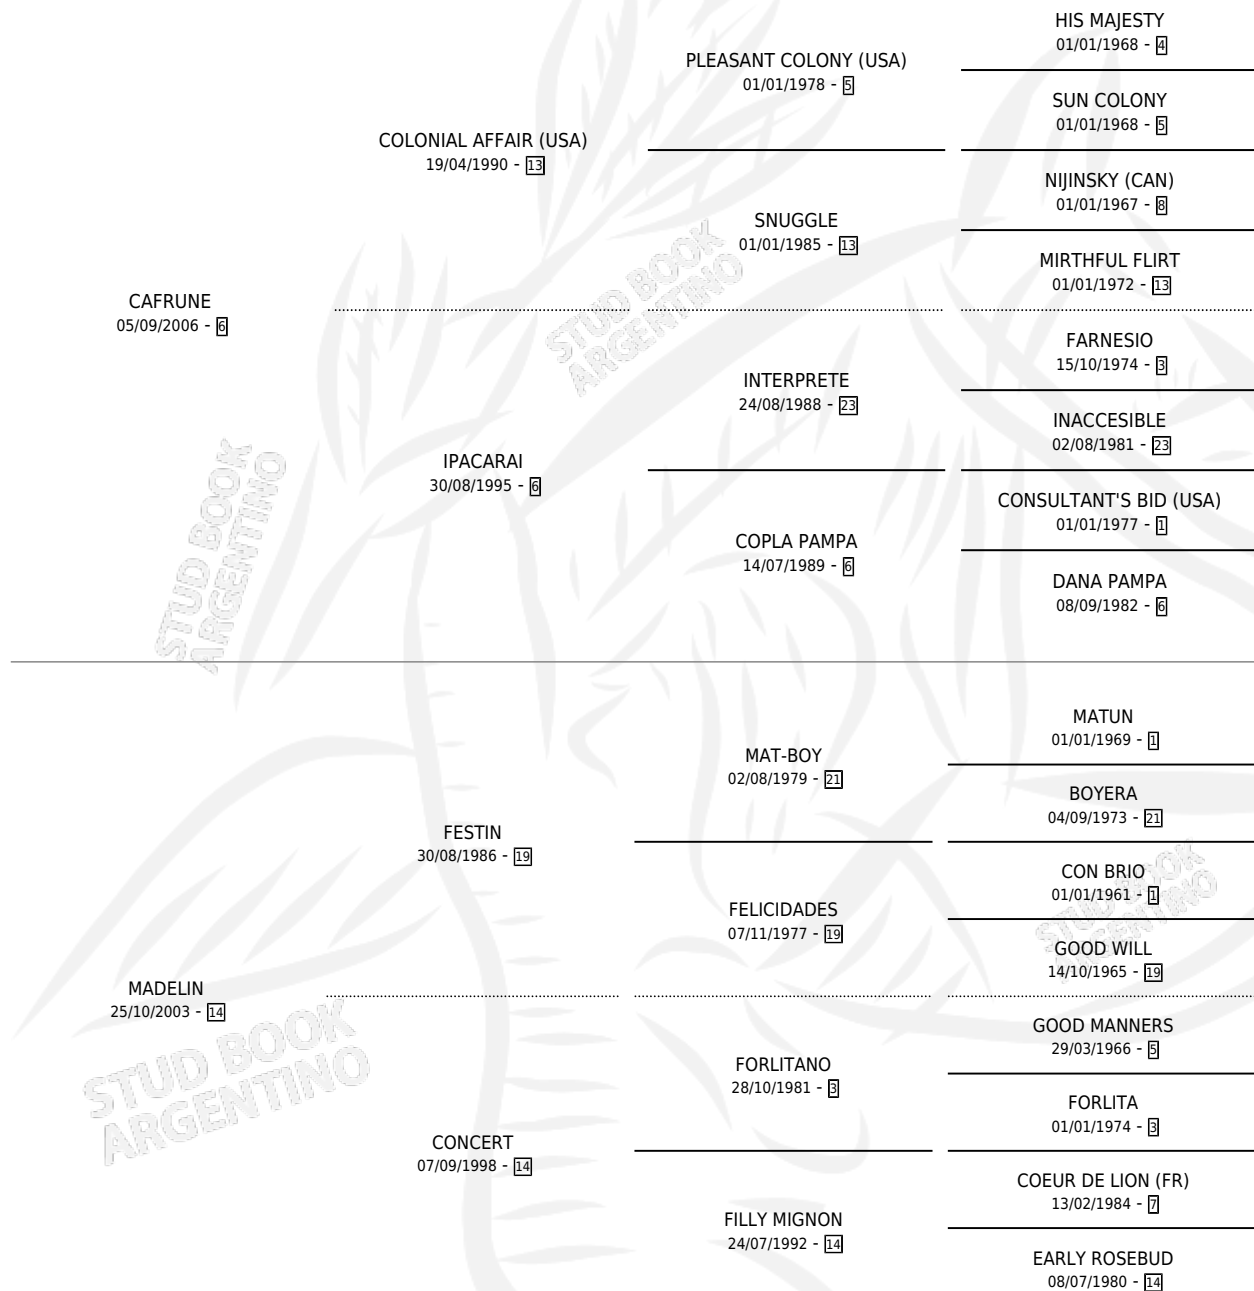 HIS MAJESTY
01/01/1968 - 4
PLEASANT COLONY (USA)
01/01/1978 - 5
SUN COLONY
01/01/1968 - 5
COLONIAL AFFAIR (USA)
19/04/1990 - 13
NIJINSKY (CAN)
01/01/1967 - 8
SNUGGLE
01/01/1985 - 13
MIRTHFUL FLIRT
01/01/1972 - 13
CAFRUNE
05/09/2006 - 6
STUD BOOK
ARGENTINO
FARNESIO
15/10/1974 - 3
INTERPRETE
24/08/1988 - 23
INACCESIBLE
02/08/1981 - 23
IPACARAI
30/08/1995 - 6
STUD BOOK
ARGENTINO
CONSULTANT'S BID (USA)
01/01/1977 - 1
COPLA PAMPA
14/07/1989 - 6
DANA PAMPA
08/09/1982 - 6
MATUN
01/01/1969 - 1
MAT-BOY
02/08/1979 - 21
BOYERA
04/09/1973 - 21
FESTIN
30/08/1986 - 19
CON BRIO
01/01/1961 - 1
STUD BOOK
ARGENTINO
FELICIDADES
07/11/1977 - 19
GOOD WILL
14/10/1965 - 19
MADELIN
25/10/2003 - 14
STUD BOOK
ARGENTINO
GOOD MANNERS
29/03/1966 - 5
FORLITANO
28/10/1981 - 3
FORLITA
01/01/1974 - 3
CONCERT
07/09/1998 - 14
COEUR DE LION (FR)
13/02/1984 - 7
FILLY MIGNON
24/07/1992 - 14
EARLY ROSEBUD
08/07/1980 - 14